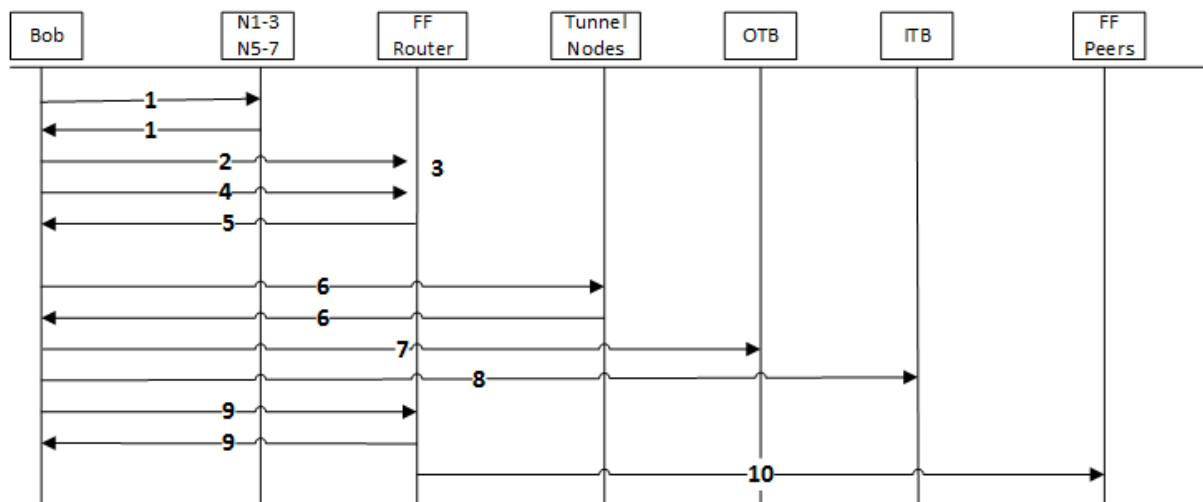 Bob
N1-3
N5-7
FF
Router
Tunnel
Nodes
OTB
ITB
FF
Peers
1
1
2
3
4
5
6
6
7
8
9
9
10